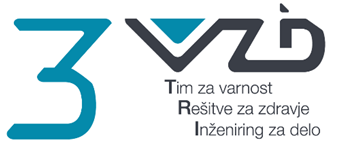 3 VZD
Tim za varnost
Rešitve za zdravje
Inženiring za delo